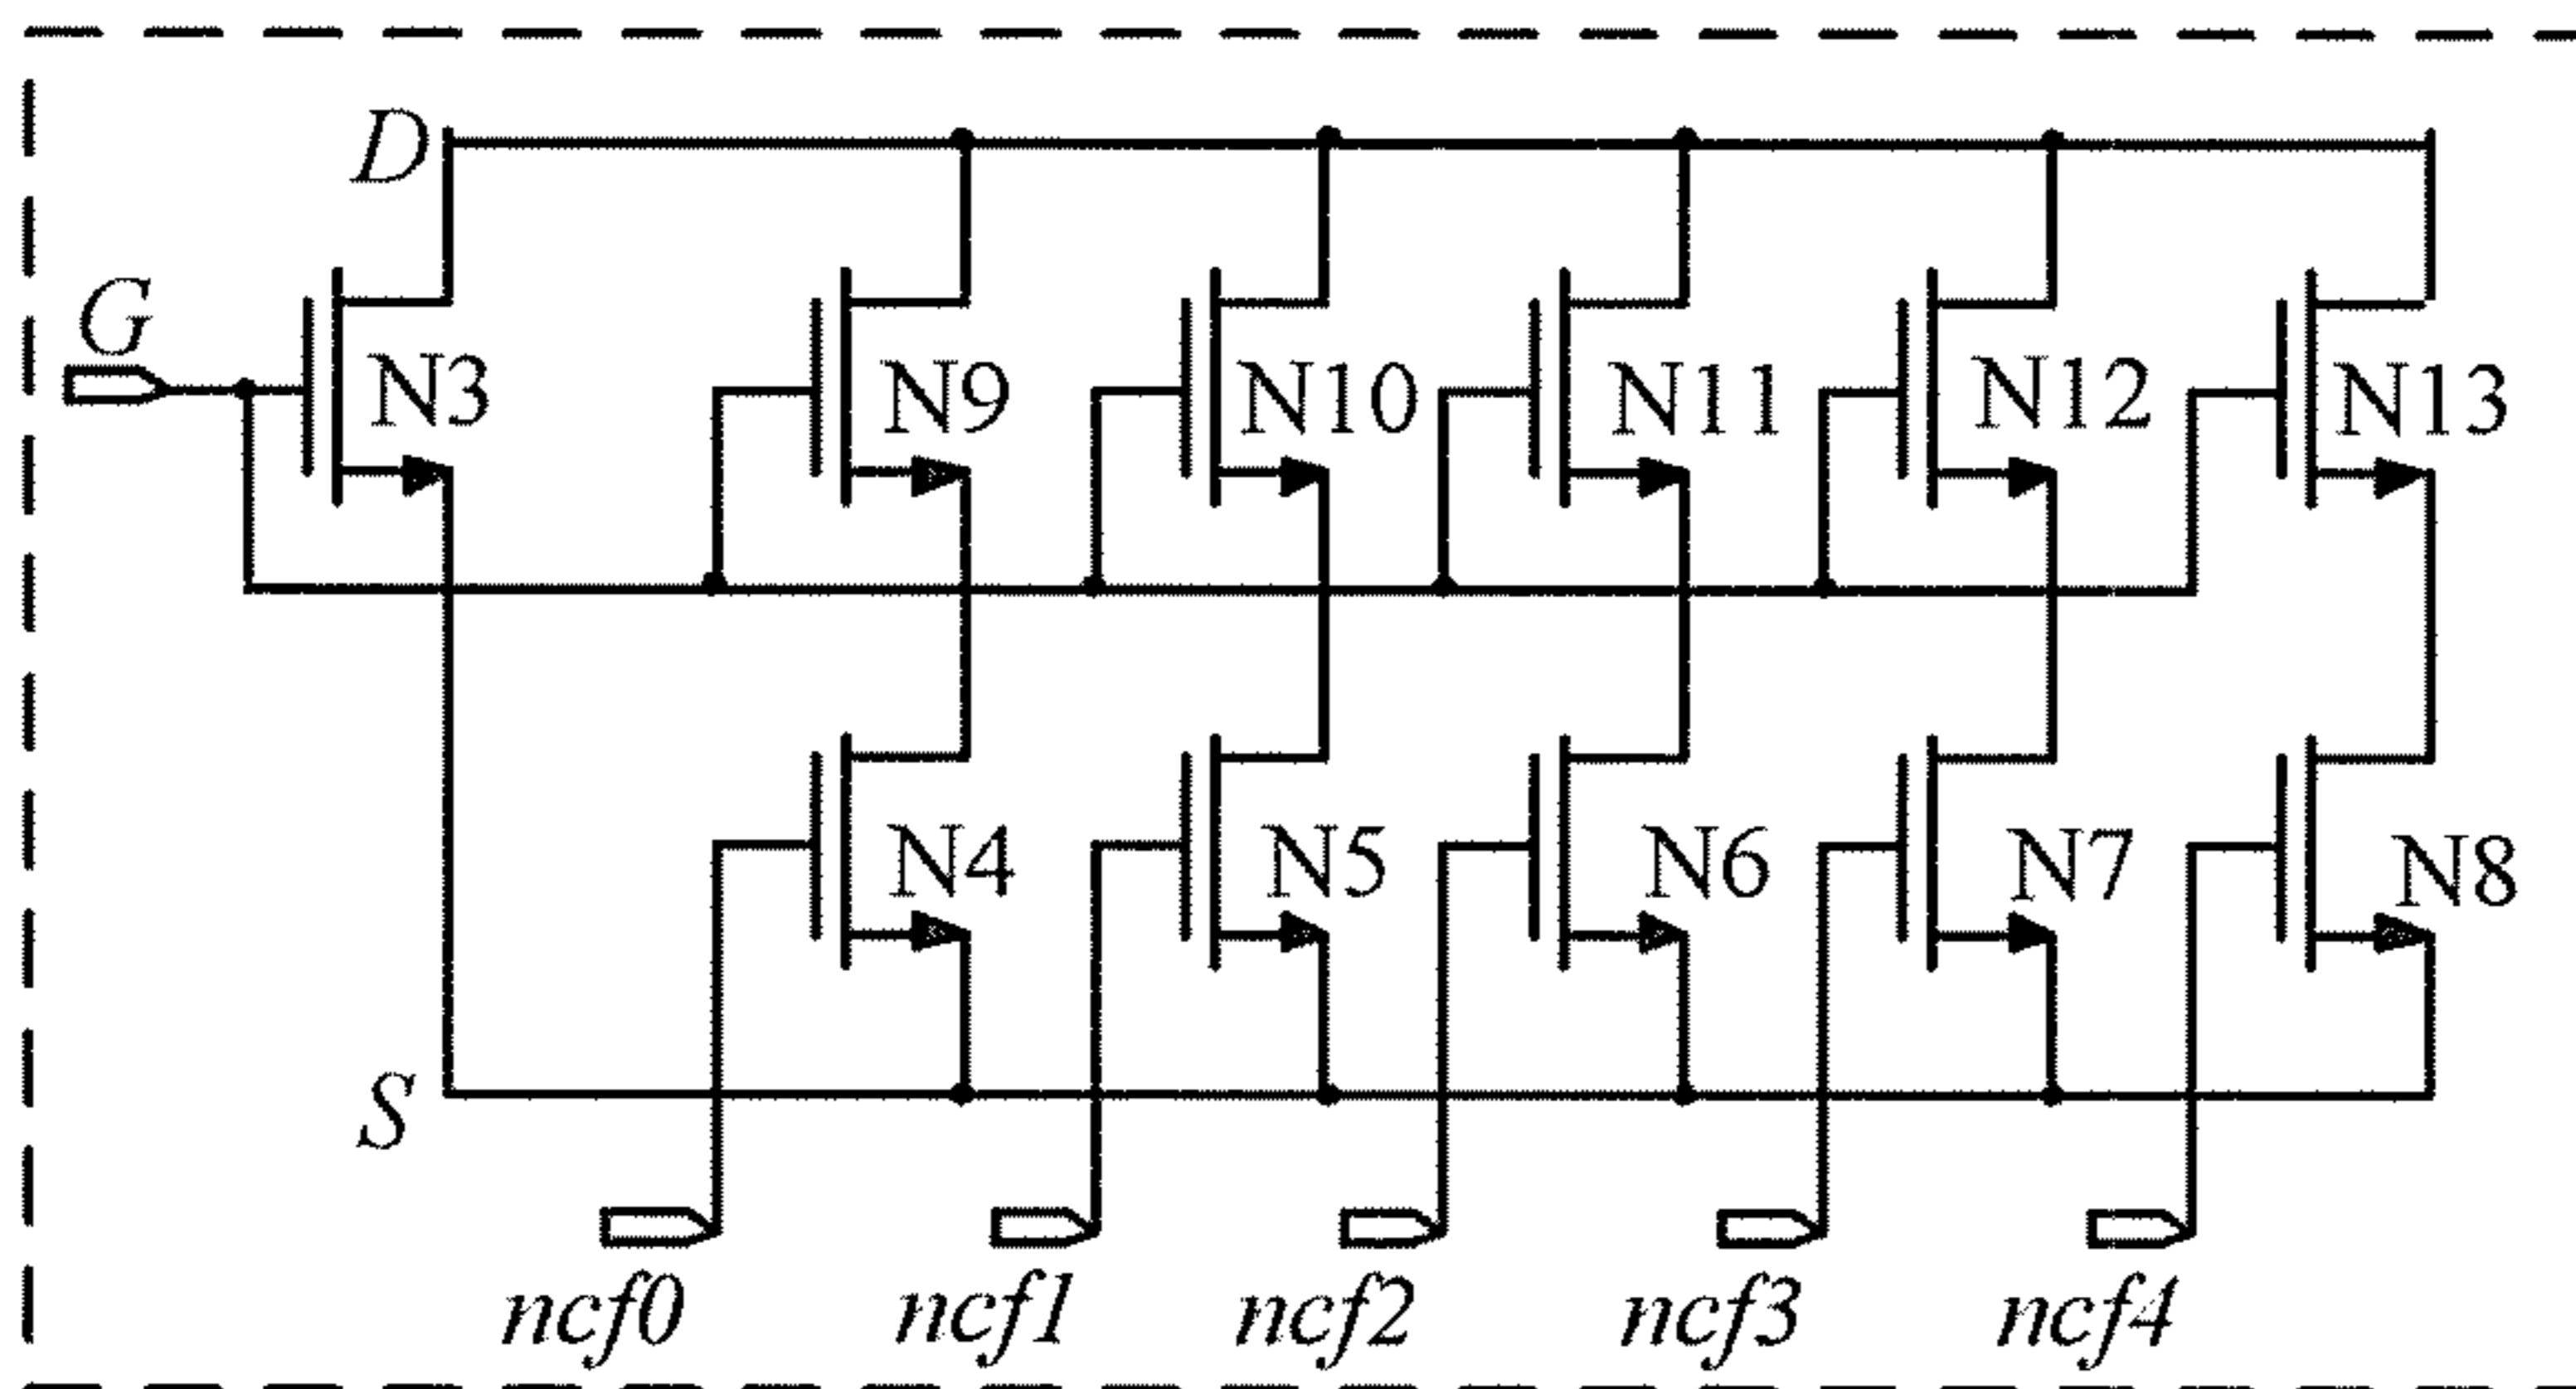 D
G
N3 N9 N10 N11 N12 N13
N4 N5 N6 N7 N8
S
ncf0 ncf1 ncf2 ncf3 ncf4